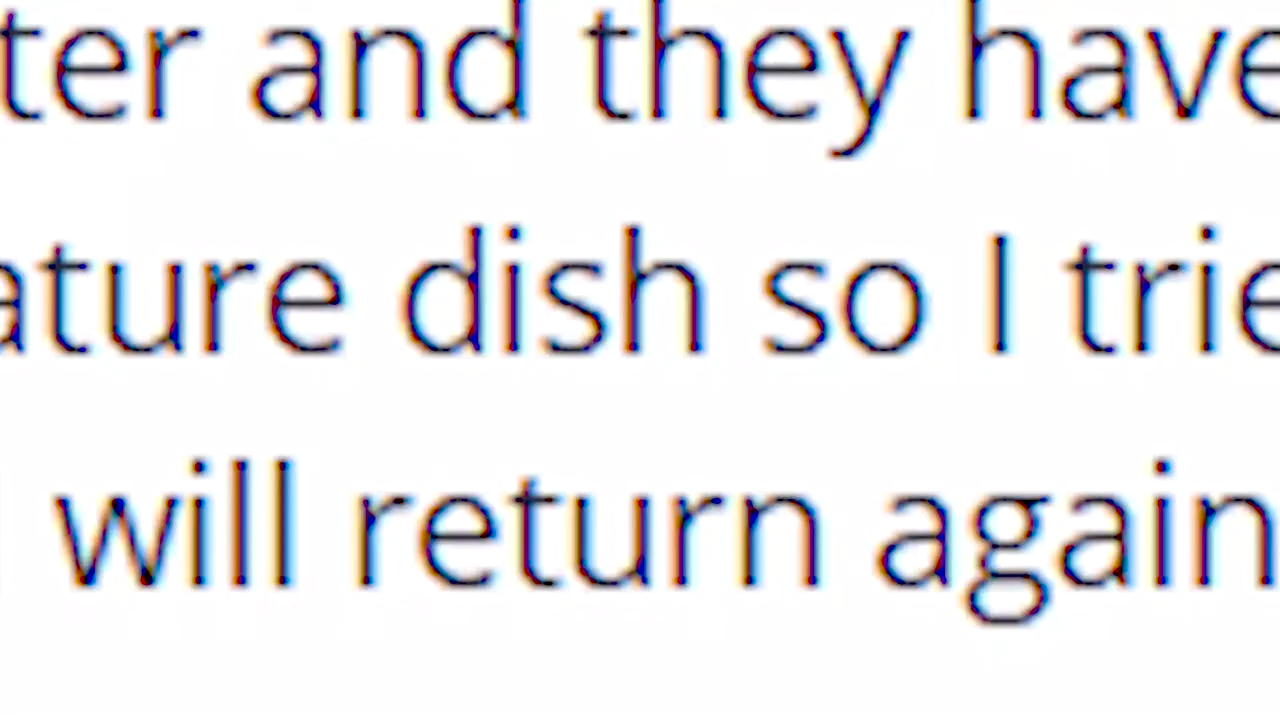 ter and they have
ature dish so I trie
will return again